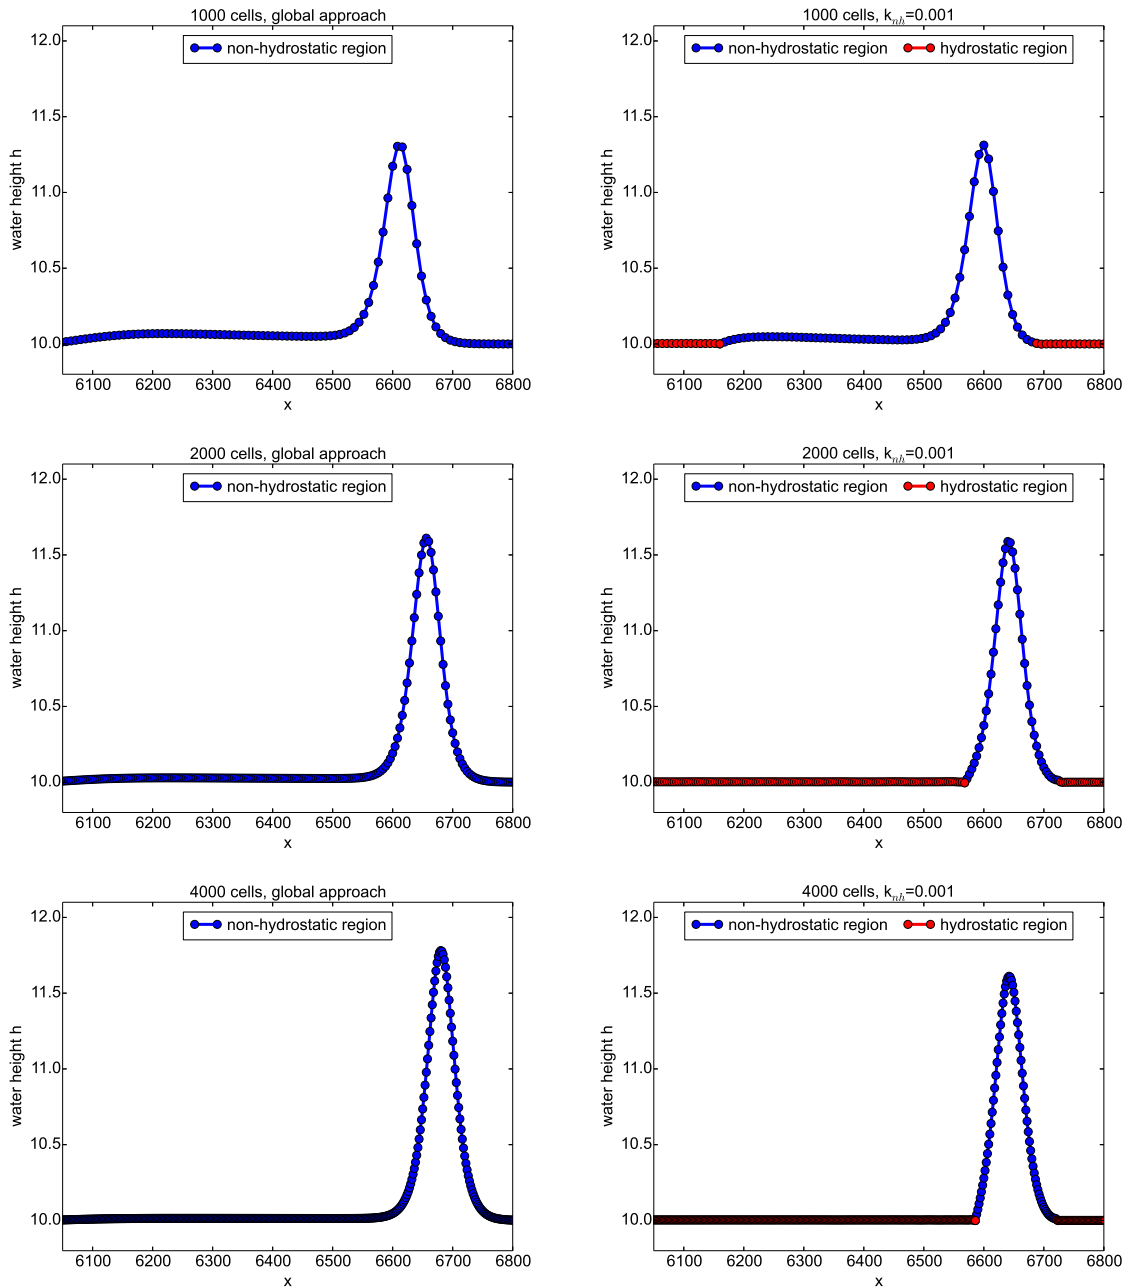 1000 cells, global approach
12.0
11.5
11.0
10.5
10.0
water height h
non-hydrostatic region
6100 6200 6300 6400 6500 6600 6700 6800
x
1000 cells, k_nh=0.001
12.0
11.5
11.0
10.5
10.0
water height h
non-hydrostatic region hydrostatic region
6100 6200 6300 6400 6500 6600 6700 6800
x
2000 cells, global approach
12.0
11.5
11.0
10.5
10.0
water height h
non-hydrostatic region
6100 6200 6300 6400 6500 6600 6700 6800
x
2000 cells, k_nh=0.001
12.0
11.5
11.0
10.5
10.0
water height h
non-hydrostatic region hydrostatic region
6100 6200 6300 6400 6500 6600 6700 6800
x
4000 cells, global approach
12.0
11.5
11.0
10.5
10.0
water height h
non-hydrostatic region
6100 6200 6300 6400 6500 6600 6700 6800
x
4000 cells, k_nh=0.001
12.0
11.5
11.0
10.5
10.0
water height h
non-hydrostatic region hydrostatic region
6100 6200 6300 6400 6500 6600 6700 6800
x